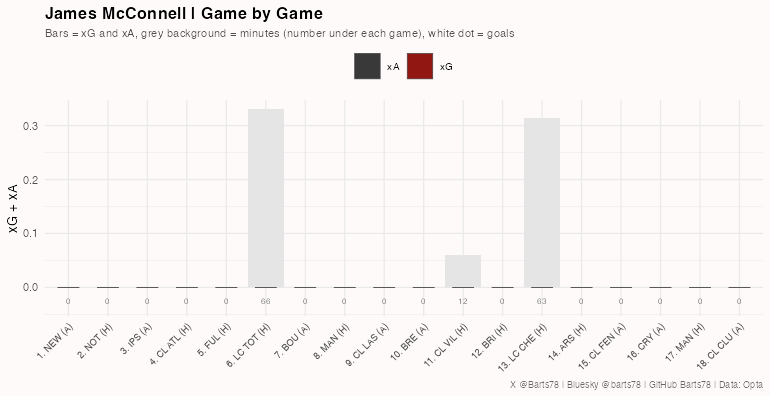 James McConnell | Game by Game
Bars = xG and xA, grey background = minutes (number under each game), white dot = goals
xA xG
xG + xA
0.3
0.2
0.1
0.0
0 0 0 0 0 66 0 0 0 0 12 0 63 0 0 0 0 0
1. NEW (A)
2. NOT (H)
3. IPS (A)
4. CL ATL (H)
5. FUL (H)
6. LC TOT (H)
7. BOU (A)
8. MAN (H)
9. CL LAS (A)
10. BRE (A)
11. CL VIL (H)
12. BRI (H)
13. LC CHE (H)
14. ARS (H)
15. CL FEN (A)
16. CRY (A)
17. MAN (H)
18. CL CLU (A)
X @Barts78 | Bluesky @barts78 | GitHub Barts78 | Data: Opta